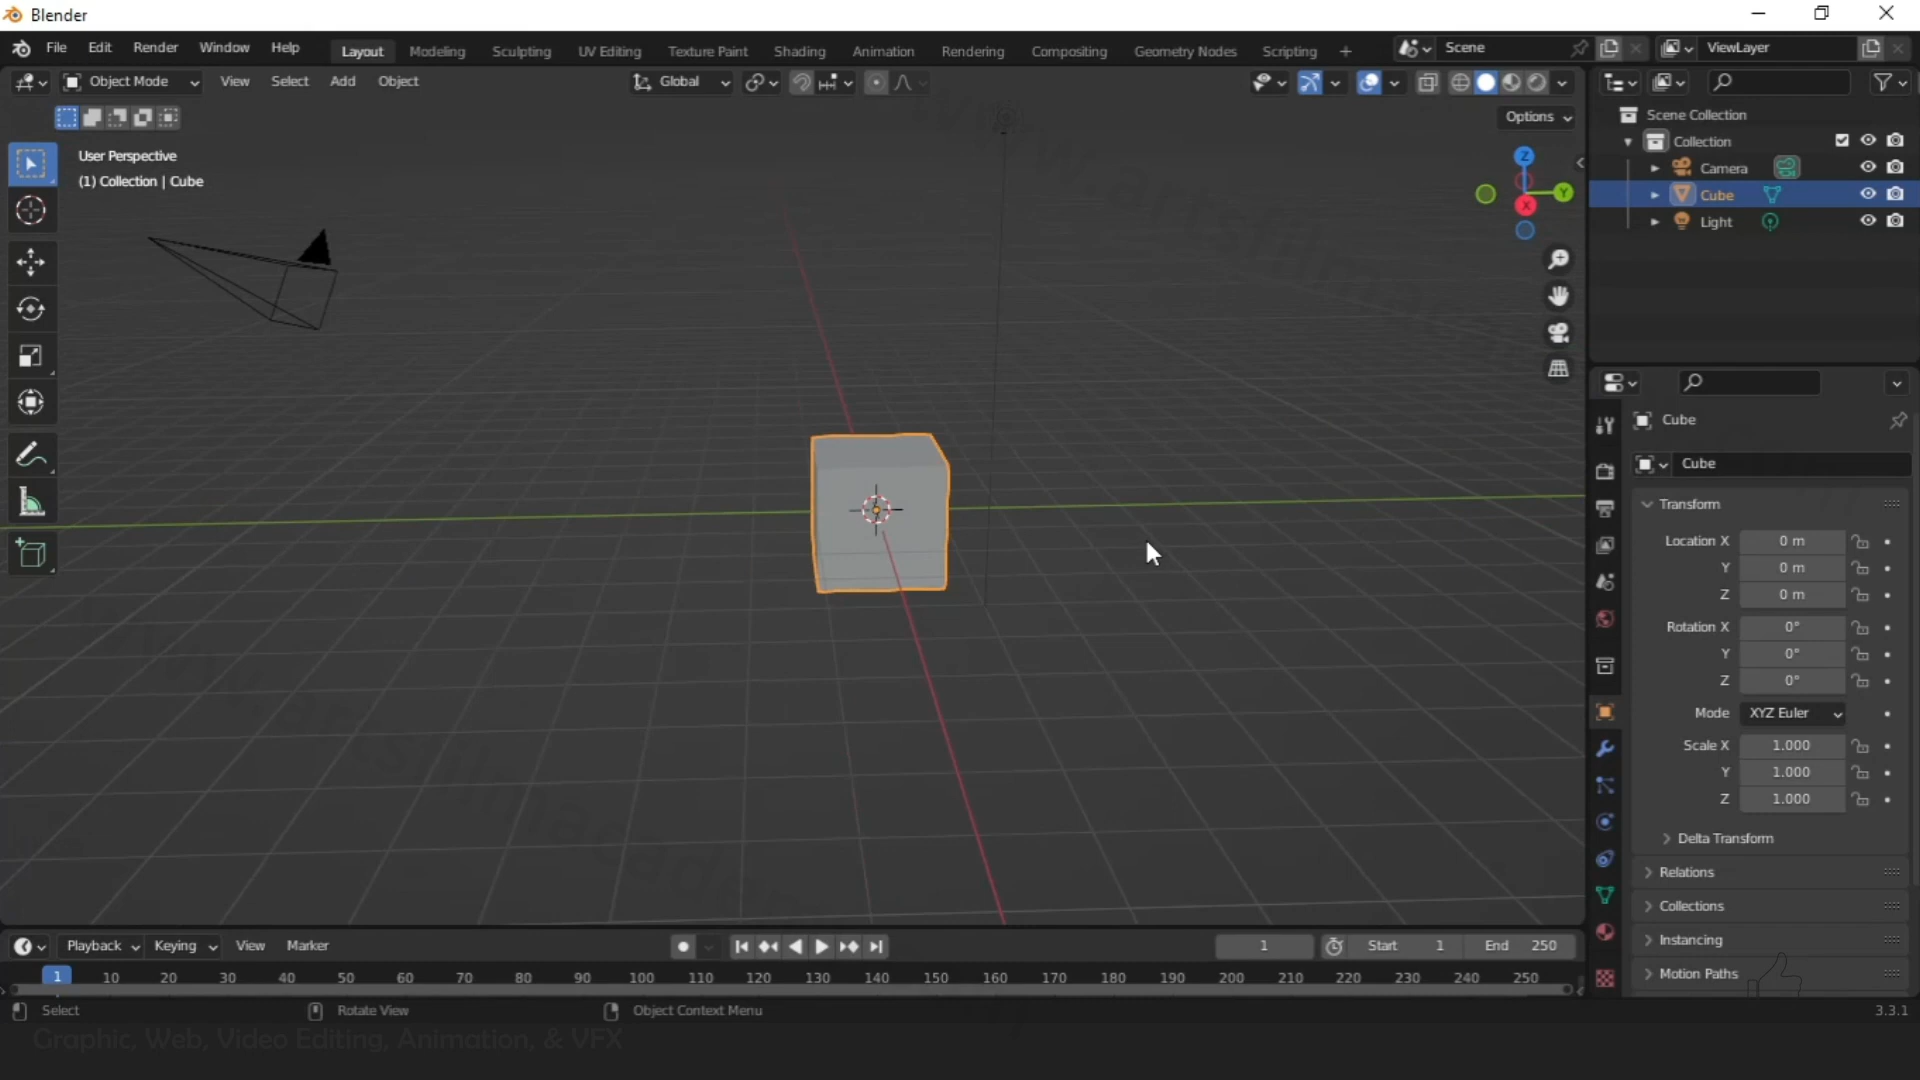 Blender
File Edit Render Window Help Layout Modeling Sculpting UV Editing Texture Paint Shading Animation Rendering Compositing Geometry Nodes Scripting + Scene ViewLayer
Object Mode View Select Add Object Global
Options
User Perspective
(1) Collection | Cube
Z
Y
X
Scene Collection
Collection
Camera
Cube
Light
Cube
Cube
Transform
Location X 0 m
Y 0 m
Z 0 m
Rotation X 0°
Y 0°
Z 0°
Mode XYZ Euler
Scale X 1.000
Y 1.000
Z 1.000
Delta Transform
Relations
Collections
Instancing
Motion Paths
Playback Keying View Marker 1 Start 1 End 250
1 10 20 30 40 50 60 70 80 90 100 110 120 130 140 150 160 170 180 190 200 210 220 230 240 250
Select Rotate View Object Context Menu 3.3.1
Graphic, Web, Video Editing, Animation, & VFX